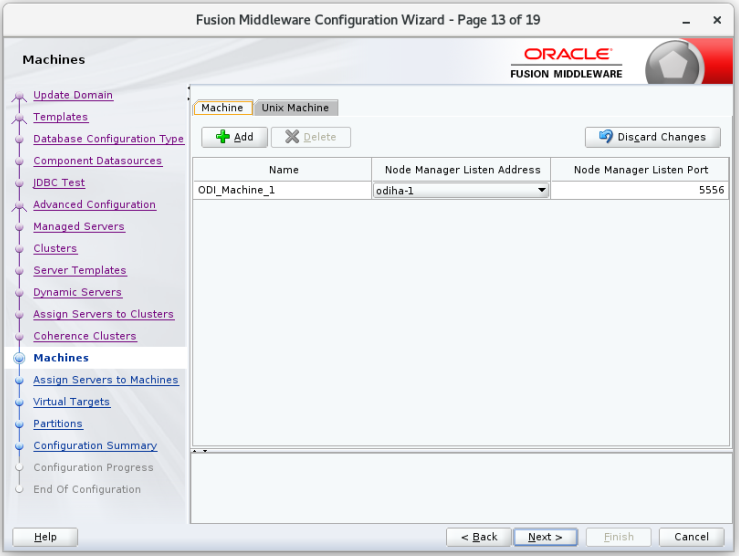 Fusion Middleware Configuration Wizard - Page 13 of 19
Machines
ORACLE
FUSION MIDDLEWARE
Update Domain
Templates
Database Configuration Type
Component Datasources
JDBC Test
Advanced Configuration
Managed Servers
Clusters
Server Templates
Dynamic Servers
Assign Servers to Clusters
Coherence Clusters
Machines
Assign Servers to Machines
Virtual Targets
Partitions
Configuration Summary
Configuration Progress
End Of Configuration
Machine Unix Machine
Add Delete Discard Changes
Name Node Manager Listen Address Node Manager Listen Port
ODI_Machine_1 odiha-1 5556
Help < Back Next > Finish Cancel